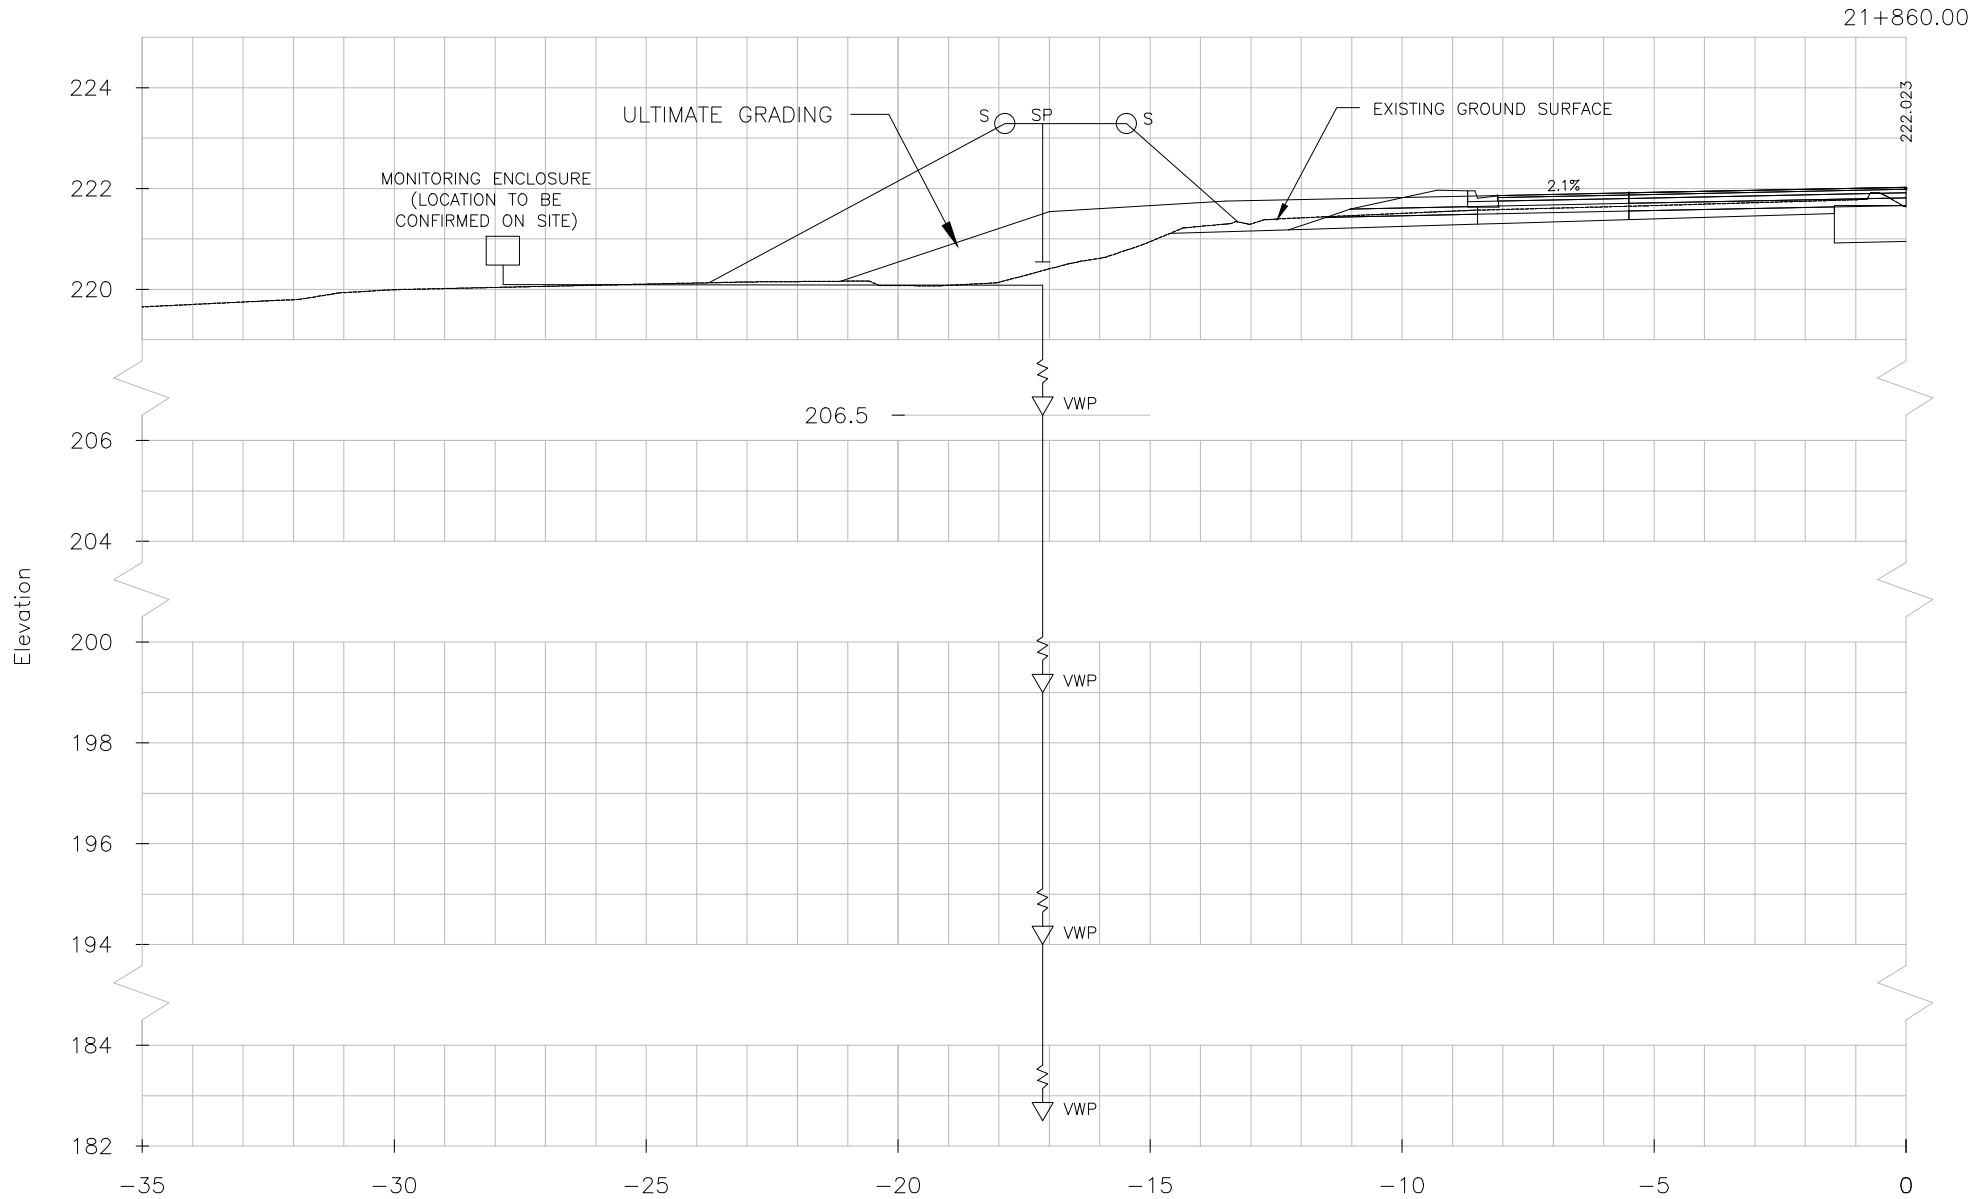 21+860.00
224
222.023
ULTIMATE GRADING
S
SP
S
EXISTING GROUND SURFACE
MONITORING ENCLOSURE
(LOCATION TO BE
CONFIRMED ON SITE)
222
2.1%
220
VWP
206.5
206
204
Elevation
200
VWP
198
196
VWP
194
184
VWP
182
-35
-30
-25
-20
-15
-10
-5
0